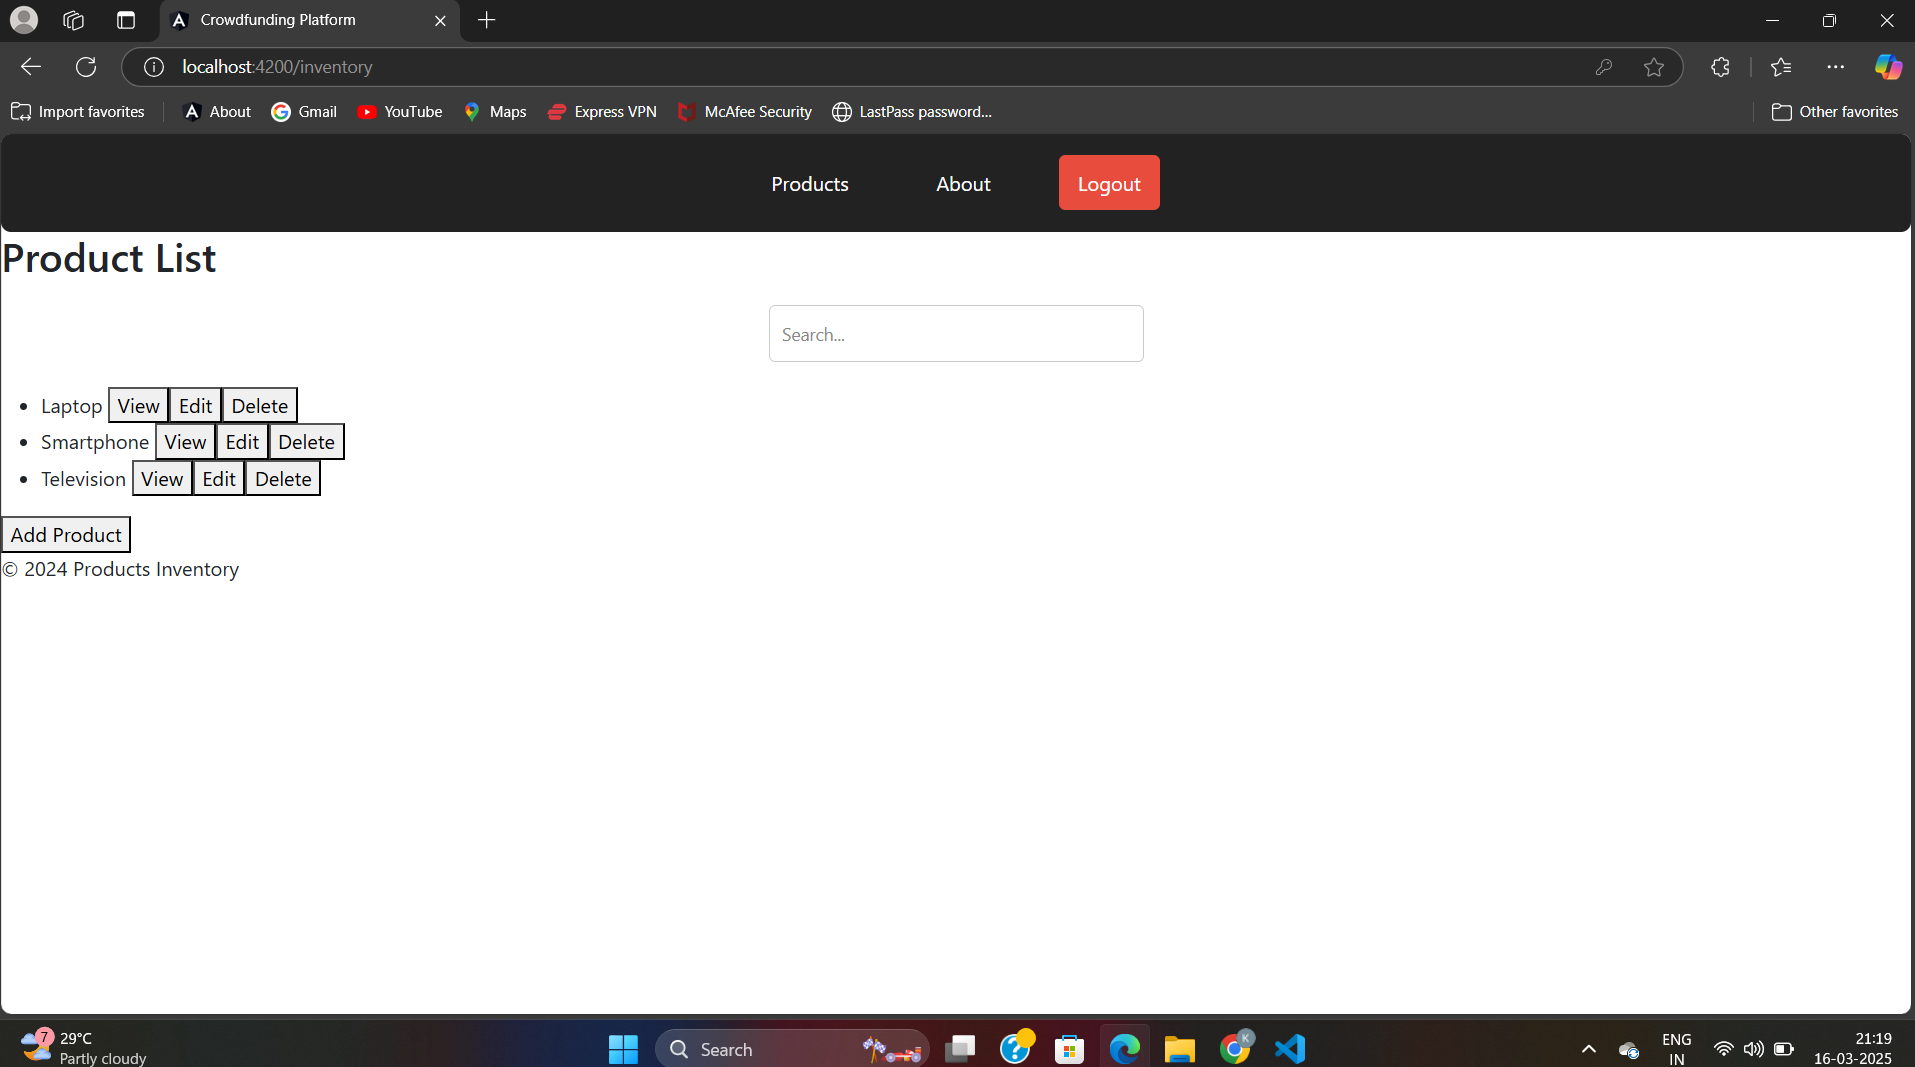 Crowdfunding Platform
localhost:4200/inventory
Import favorites About Gmail YouTube Maps Express VPN McAfee Security LastPass password... Other favorites
Products About Logout
Product List
Search...
Laptop View Edit Delete
Smartphone View Edit Delete
Television View Edit Delete
Add Product
© 2024 Products Inventory
7 29°C
Partly cloudy
Search
K
ENG
IN
21:19
16-03-2025